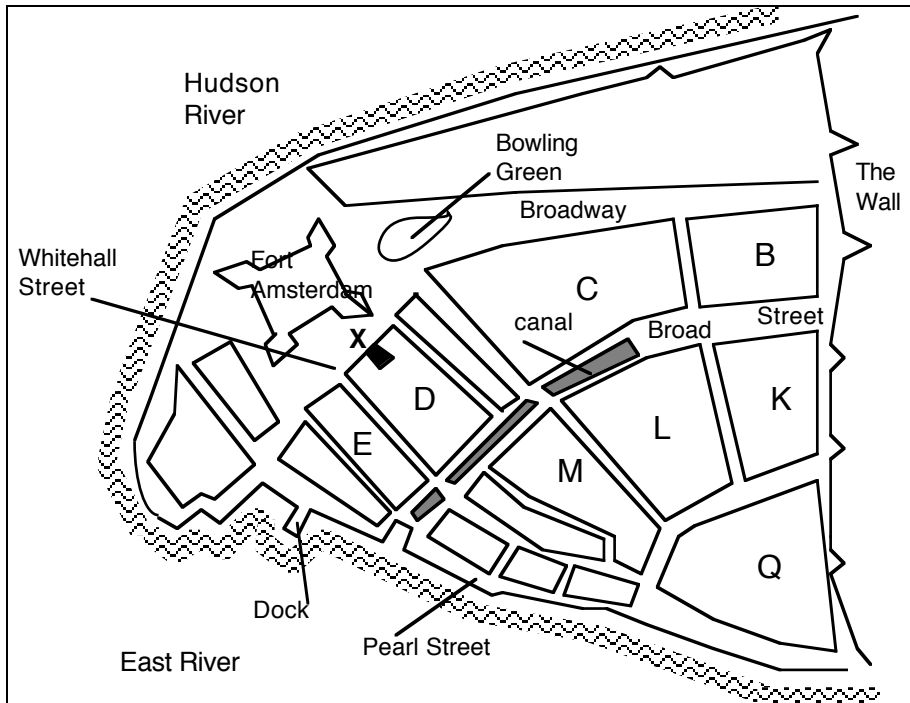 Hudson
River
Bowling
Green
The
Wall
Broadway
Whitehall
Street
Fort
Amsterdam
B
C
canal
Broad
Street
X
D
K
L
E
M
Q
Dock
Pearl Street
East River